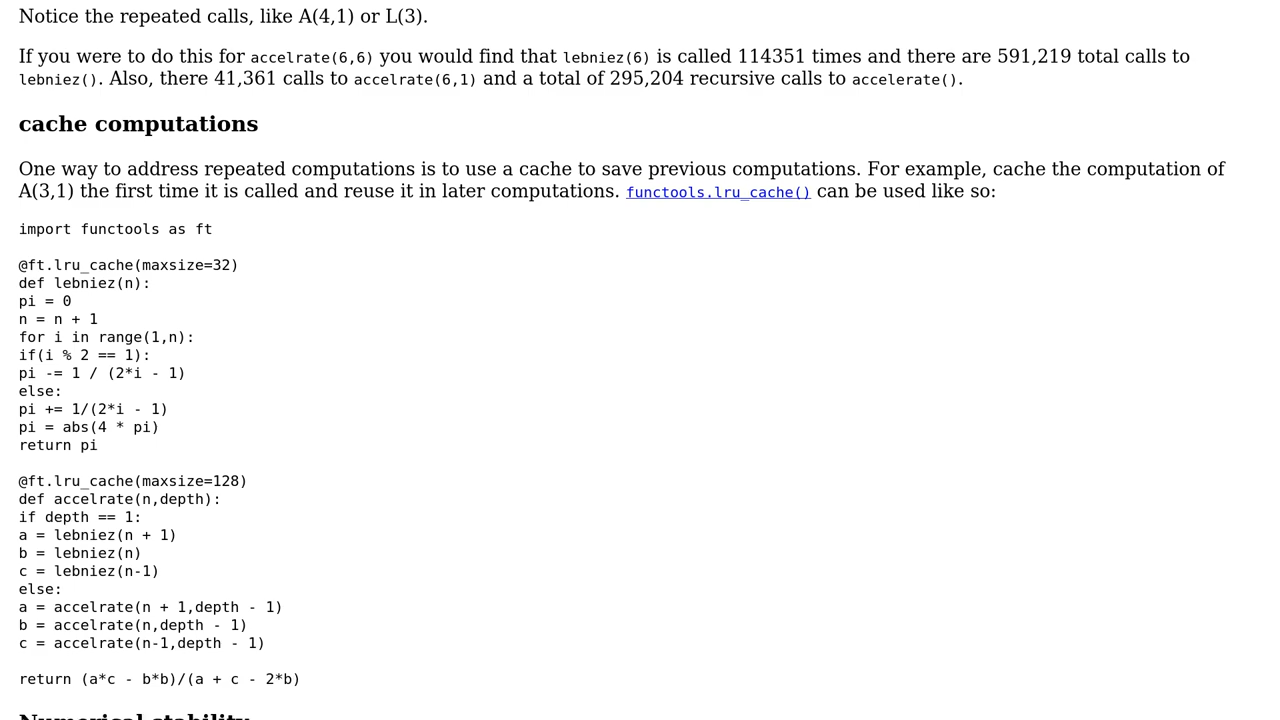 Notice the repeated calls, like A(4,1) or L(3).
If you were to do this for accelrate(6,6) you would find that lebniez(6) is called 114351 times and there are 591,219 total calls to
lebniez(). Also, there 41,361 calls to accelrate(6,1) and a total of 295,204 recursive calls to accelerate().
cache computations
One way to address repeated computations is to use a cache to save previous computations. For example, cache the computation of
A(3,1) the first time it is called and reuse it in later computations. functools.lru_cache() can be used like so:
import functools as ft
@ft.lru_cache(maxsize=32)
def lebniez(n):
pi = 0
n = n + 1
for i in range(1,n):
if(i % 2 == 1):
pi -= 1 / (2*i - 1)
else:
pi += 1/(2*i - 1)
pi = abs(4 * pi)
return pi
@ft.lru_cache(maxsize=128)
def accelrate(n,depth):
if depth == 1:
a = lebniez(n + 1)
b = lebniez(n)
c = lebniez(n-1)
else:
a = accelrate(n + 1,depth - 1)
b = accelrate(n,depth - 1)
c = accelrate(n-1,depth - 1)
return (a*c - b*b)/(a + c - 2*b)
Numerical stability